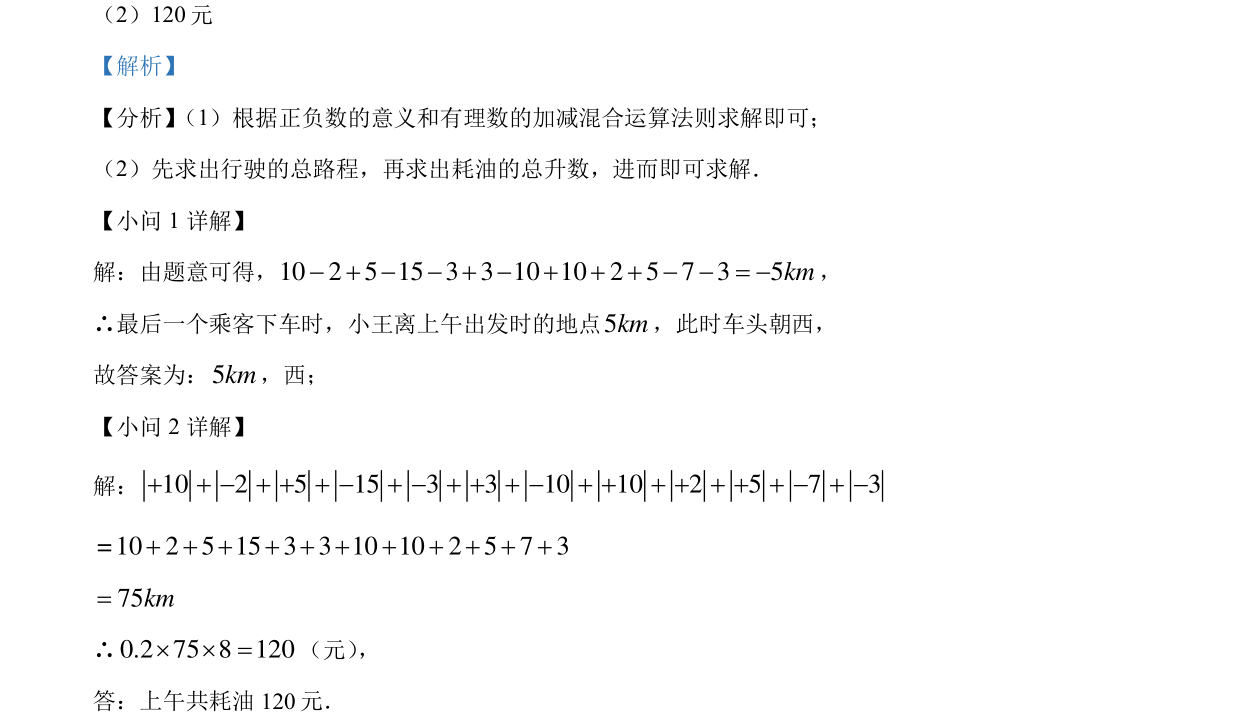 （2）120 元
【解析】
【分析】（1）根据正负数的意义和有理数的加减混合运算法则求解即可；
（2）先求出行驶的总路程，再求出耗油的总升数，进而即可求解．
【小问 1 详解】
解：由题意可得，10－2＋5－15－3＋3－10＋10＋2＋5－7－3＝－5km，
∴最后一个乘客下车时，小王离上午出发时的地点5km，此时车头朝西，
故答案为：5km，西；
【小问 2 详解】
解：|+10|+|−2|+|+5|+|−15|+|−3|+|+3|+|−10|+|+10|+|+2|+|+5|+|−7|+|−3|
=10+2+5+15+3+3+10+10+2+5+7+3
=75km
∴0.2×75×8=120（元），
答：上午共耗油 120 元．